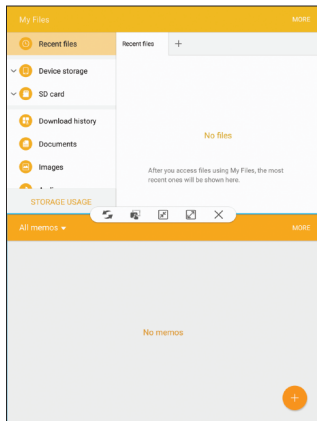 My Files
MORE
Recent files
Device storage
SD card
Download history
Documents
Images
STORAGE USAGE
Recent files
No files
After you access files using My Files, the most
recent ones will be shown here.
All memos
MORE
No memos